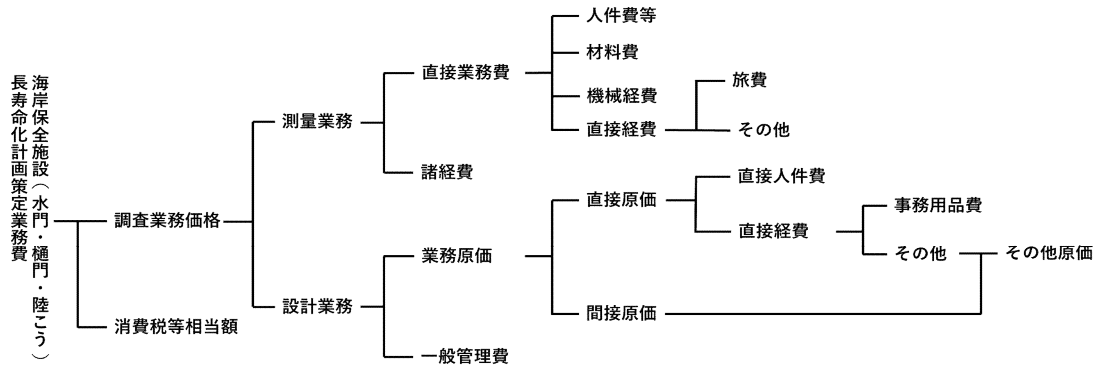 海岸保全施設（水門・樋門・陸こう）
長寿命化計画策定業務費
調査業務価格
消費税等相当額
測量業務
設計業務
直接業務費
諸経費
業務原価
一般管理費
人件費等
材料費
機械経費
直接経費
旅費
その他
直接原価
間接原価
直接人件費
直接経費
事務用品費
その他
その他原価